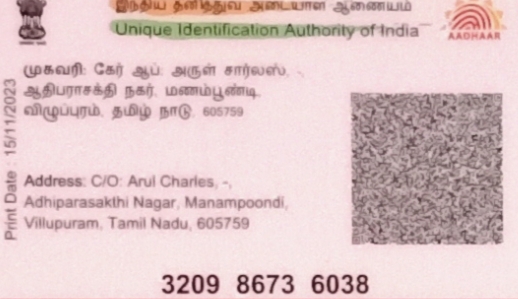 இந்திய தனித்துவ அடையாள ஆணையம்
Unique Identification Authority of India
AADHAAR
முகவரி: கேர் ஆப்: அருள் சார்லஸ், -,
ஆதிபராசக்தி நகர், மணம்பூண்டி,
விழுப்புரம், தமிழ் நாடு, 605759
Print Date : 15/11/2023
Address: C/O: Arul Charles, -,
Adhiparasakthi Nagar, Manampoondi,
Villupuram, Tamil Nadu, 605759
3209 8673 6038